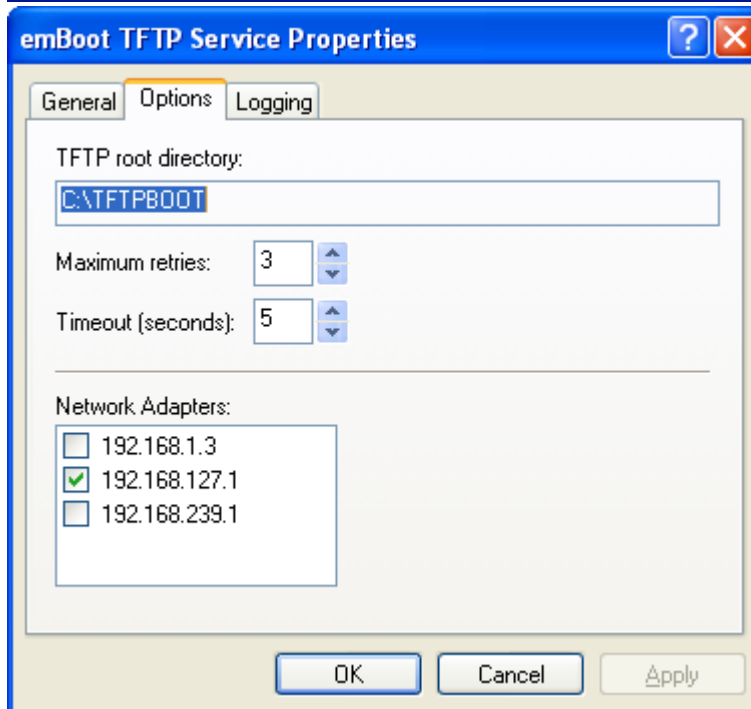 emBoot TFTP Service Properties
General Options Logging
TFTP root directory:
C:\TFTPBOOT
Maximum retries: 3
Timeout (seconds): 5
Network Adapters:
192.168.1.3
192.168.127.1
192.168.239.1
OK Cancel Apply